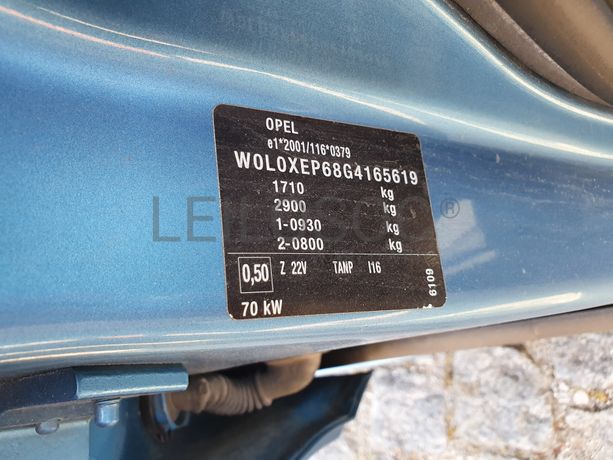 OPEL
e1*2001/116*0379
W0L0XEP68G4165619
1710 kg
2900 kg
1-0930 kg
2-0800 kg
0,50 Z 22V TANP I16
6109
70 kW